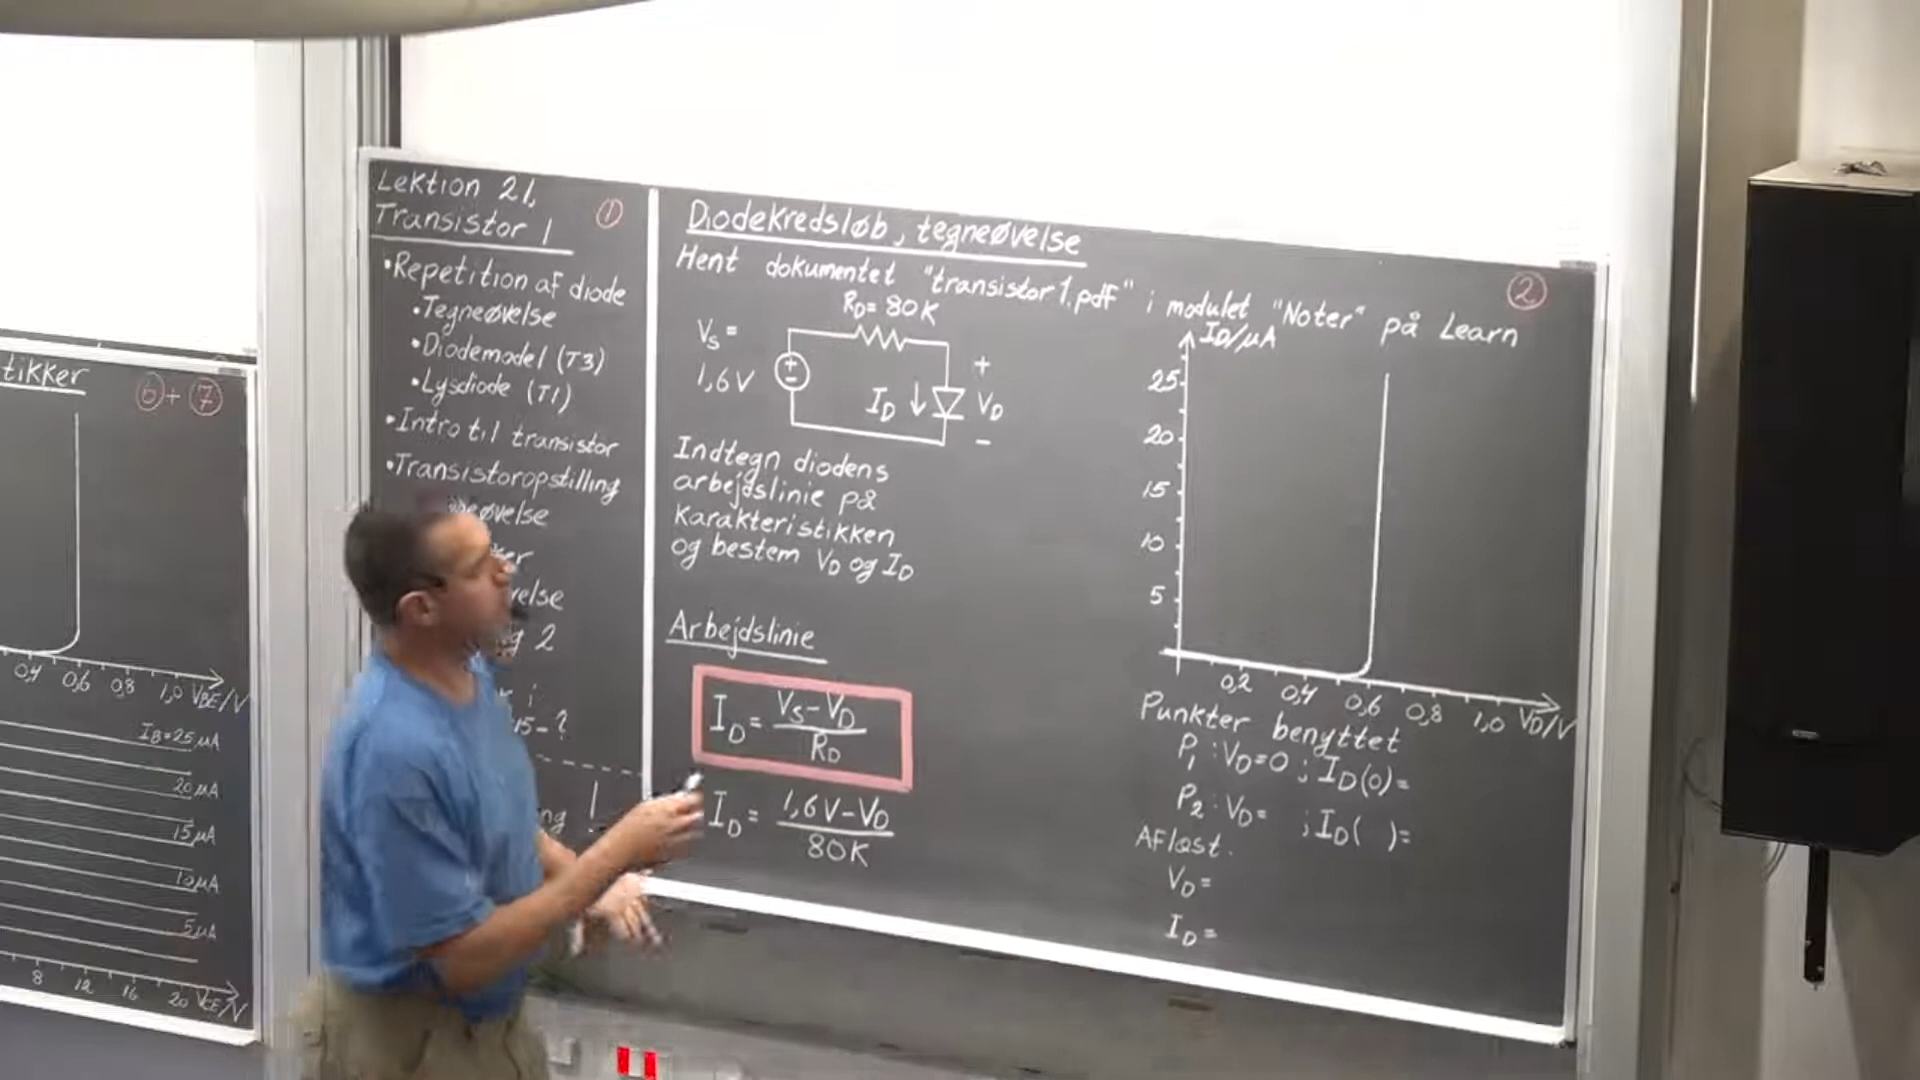 tikker
6 + 7
0,4 0,6 0,8 1,0 VBE/V
IB=25 μA
20μA
15μA
10μA
5μA
8 12 16 20 VCE/V
Lektion 21,
Transistor 1
1
•Repetition af diode
•Tegneøvelse
•Diodemodel (T3)
•Lysdiode (T1)
•Intro til transistor
•Transistoropstilling
øvelse
2
15-?
!
Diodekredsløb, tegneøvelse
2
Hent dokumentet "transistor1.pdf" i modulet "Noter" på Learn
RD= 80K
VS =
1,6V
+
-
ID
+
VD
-
Indtegn diodens
arbejdslinie på
karakteristikken
og bestem VD og ID
Arbejdslinie
ID = VS-VD
RD
ID = 1,6V-VD
80K
ID/μA
25
20
15
10
5
0,2 0,4 0,6 0,8 1,0 VD/V
Punkter benyttet
P1: VD=0 ; ID(0)=
P2: VD= ; ID( )=
Aflæst.
VD=
ID=